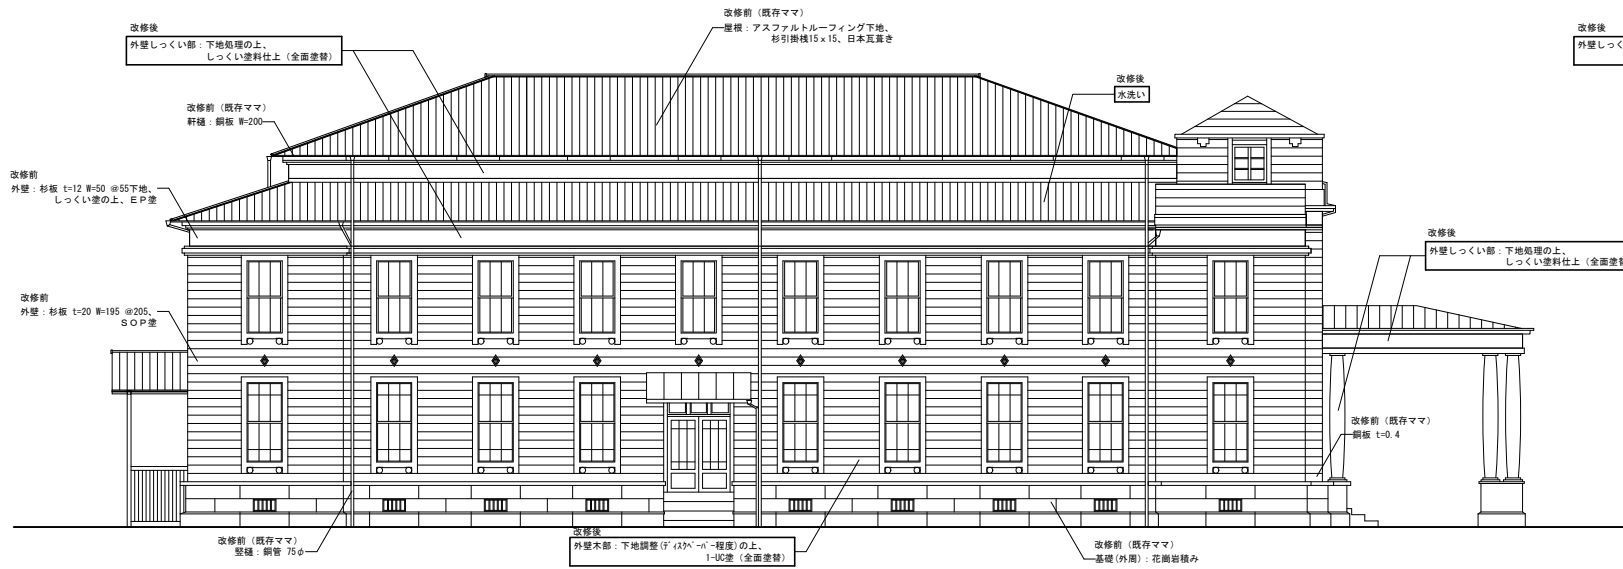 改修後
外壁しっくい部：下地処理の上、
しっくい塗料仕上（全面塗替）
改修前（既存ママ）
屋根：アスファルトルーフィング下地、
杉引掛桟15ｘ15、日本瓦葺き
改修後
外壁しっく
改修後
水洗い
改修前（既存ママ）
軒樋：銅板 W=200
改修前
外壁：杉板 t=12 W=50 @55下地、
しっくい塗の上、ＥＰ塗
改修後
外壁しっくい部：下地処理の上、
しっくい塗料仕上（全面塗替
改修前
外壁：杉板 t=20 W=195 @205、
ＳＯＰ塗
改修前（既存ママ）
銅板 t=0.4
改修前（既存ママ）
竪樋：銅管 75φ
改修後
外壁木部：下地調整(ﾃﾞｨｽｸﾍﾟｰﾊﾟｰ程度)の上、
1-UC塗（全面塗替）
改修前（既存ママ）
基礎(外周)：花崗岩積み